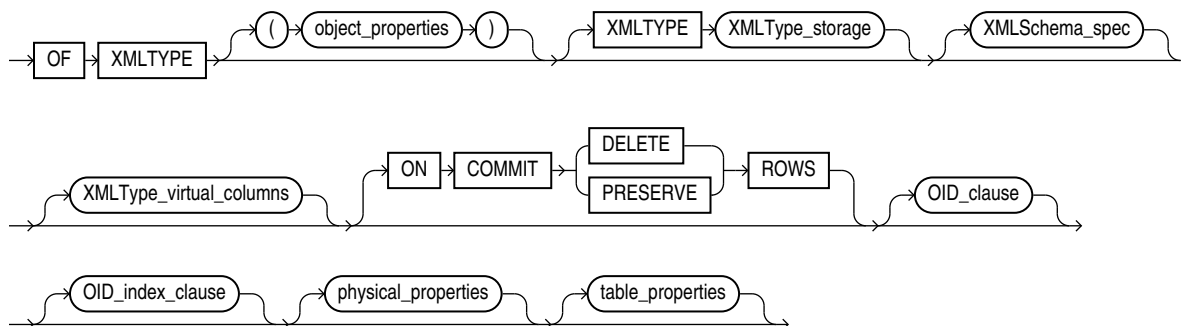 OF XMLTYPE ( object_properties ) XMLTYPE XMLType_storage XMLSchema_spec
XMLType_virtual_columns ON COMMIT DELETE PRESERVE ROWS OID_clause
OID_index_clause physical_properties table_properties